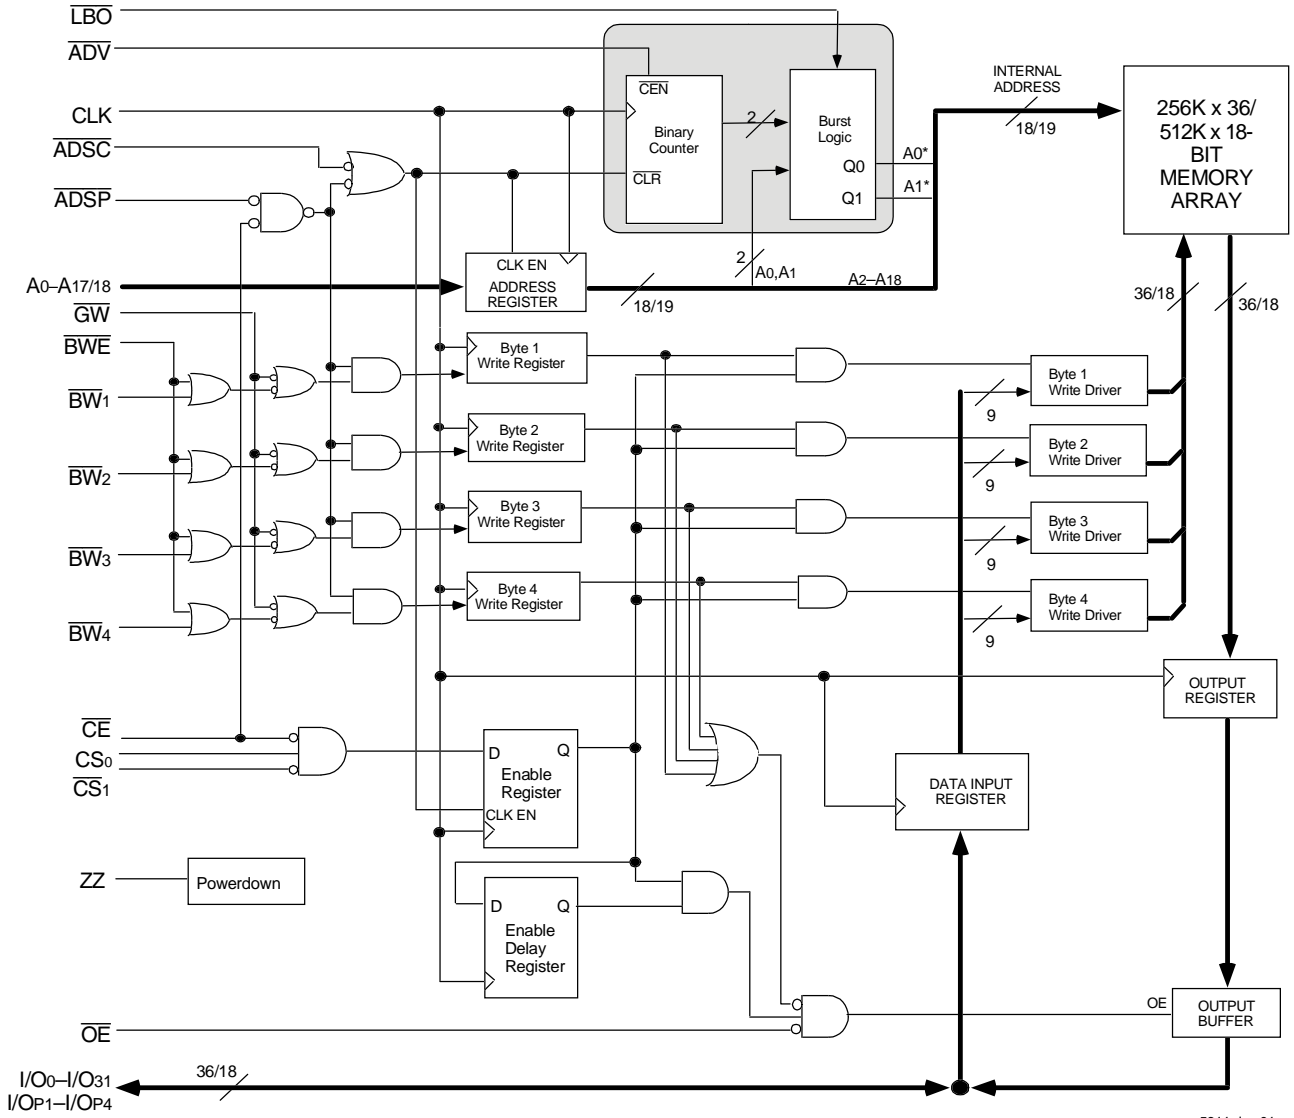 LBO
ADV
CLK
ADSC
ADSP
A0–A17/18
GW
BWE
BW1
BW2
BW3
BW4
CE
CS0
CS1
ZZ
Powerdown
OE
I/O0–I/O31
I/OP1–I/OP4
36/18
CEN
Binary
Counter
CLR
2
Burst
Logic
Q0
Q1
A0*
A1*
2
A0,A1
A2–A18
INTERNAL
ADDRESS
18/19
256K x 36/
512K x 18-
BIT
MEMORY
ARRAY
CLK EN
ADDRESS
REGISTER
18/19
36/18
36/18
Byte 1
Write Register
Byte 2
Write Register
Byte 3
Write Register
Byte 4
Write Register
9
Byte 1
Write Driver
9
Byte 2
Write Driver
9
Byte 3
Write Driver
9
Byte 4
Write Driver
OUTPUT
REGISTER
D
Q
Enable
Register
CLK EN
DATA INPUT
REGISTER
D
Q
Enable
Delay
Register
OE
OUTPUT
BUFFER